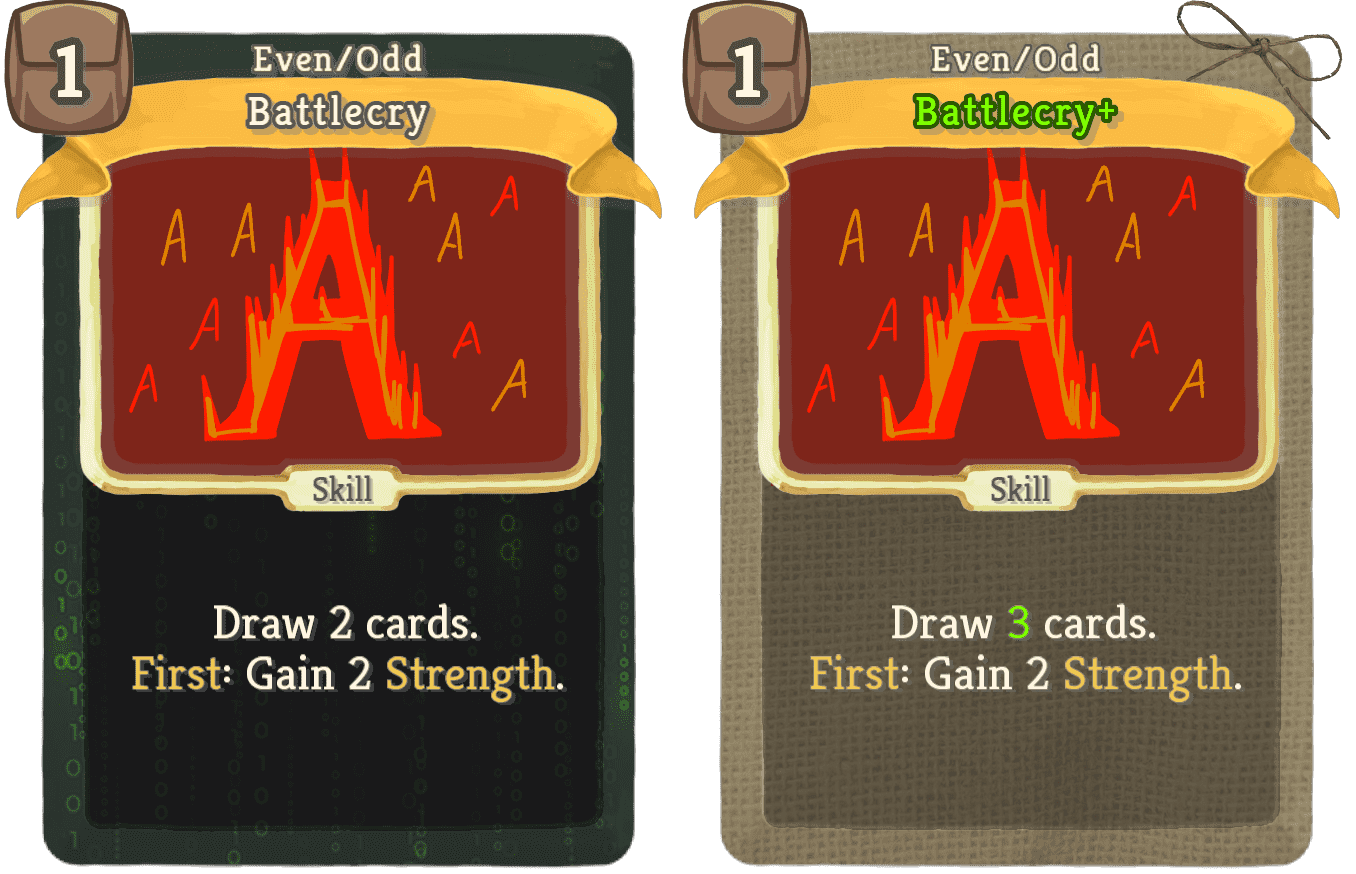 1
Even/Odd
Battlecry
A A A A A A A A A A
Skill
Draw 2 cards.
First: Gain 2 Strength.
1
Even/Odd
Battlecry+
A A A A A A A A A A
Skill
Draw 3 cards.
First: Gain 2 Strength.